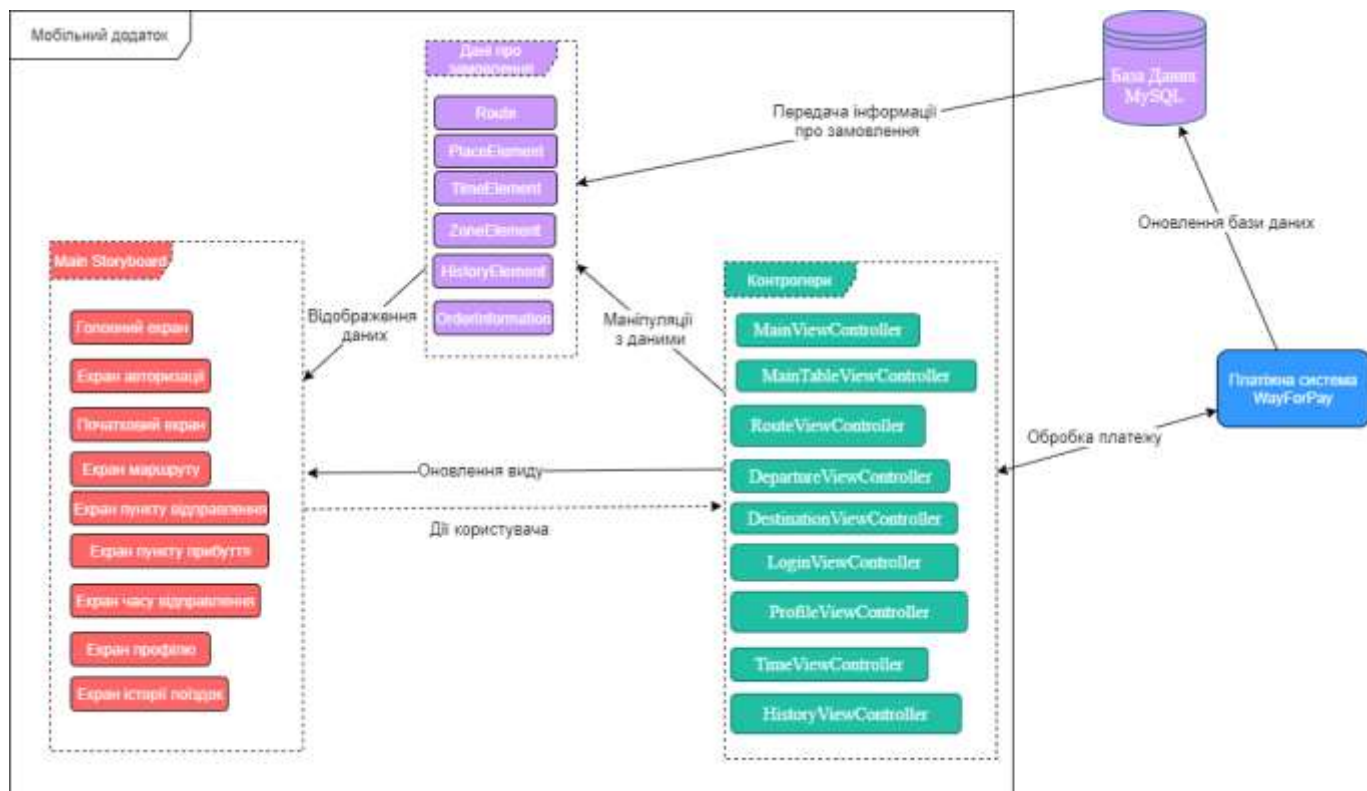 Мобільний додаток
Дані про
замовлення
Route
PlaceElement
TimeElement
ZoneElement
HistoryElement
OrderInformation
База Даних
MySQL
Передача інформації
про замовлення
Оновлення бази даних
Платіжна система
WayForPay
Обробка платежу
Main Storyboard
Головний екран
Екран авторизації
Початковий екран
Екран маршруту
Екран пункту відправлення
Екран пункту прибуття
Екран часу відправлення
Екран профілю
Екран історії поїздок
Відображення
даних
Маніпуляції
з даними
Оновлення виду
Дії користувача
Контролери
MainViewController
MainTableViewController
RouteViewController
DepartureViewController
DestinationViewController
LoginViewController
ProfileViewController
TimeViewController
HistoryViewController